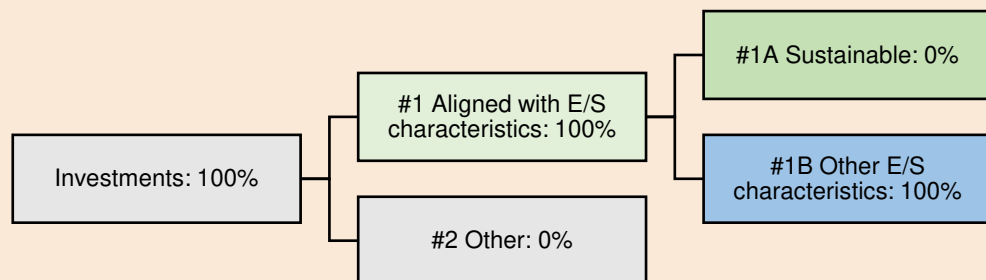 #1A Sustainable: 0%
#1 Aligned with E/S
characteristics: 100%
Investments: 100%
#1B Other E/S
characteristics: 100%
#2 Other: 0%